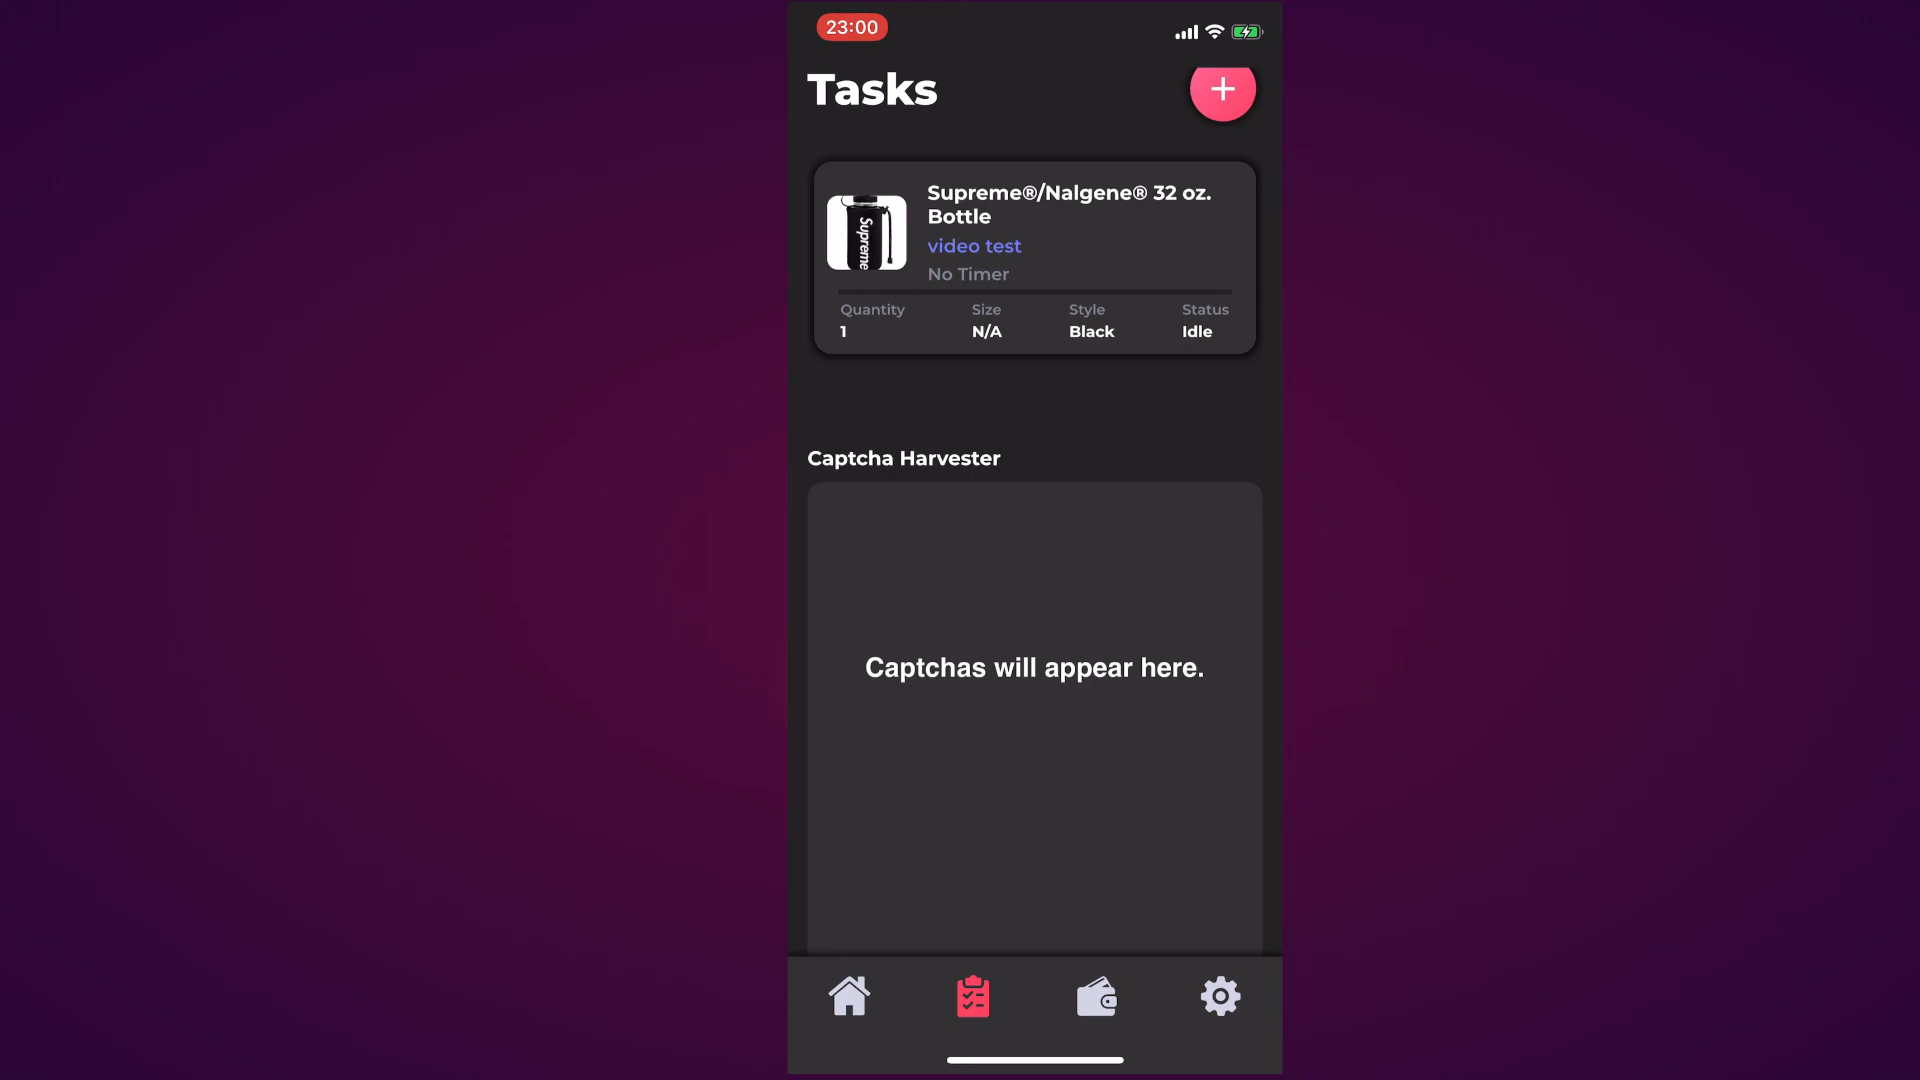 23:00
Tasks
Supreme®/Nalgene® 32 oz.
Bottle
video test
No Timer
Supreme
Quantity Size Style Status
1 N/A Black Idle
Captcha Harvester
Captchas will appear here.